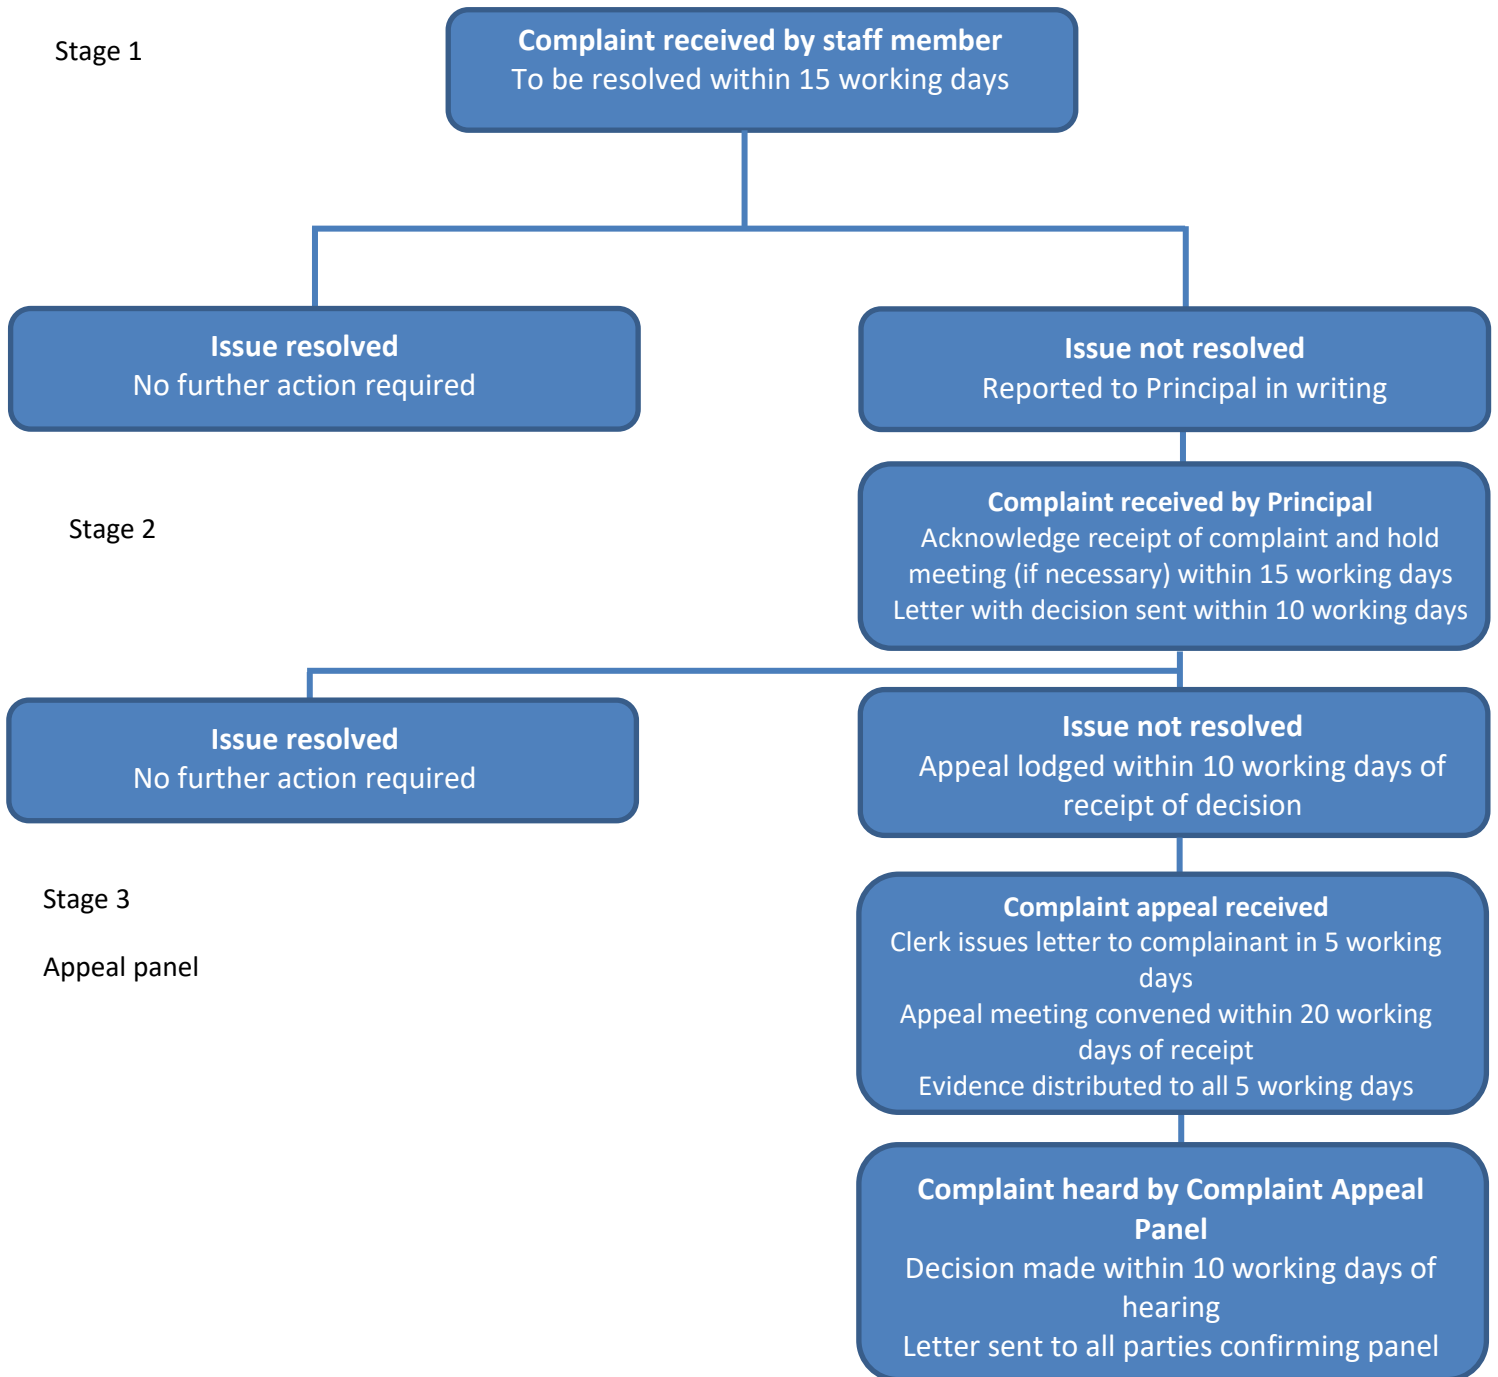 Stage 1
Complaint received by staff member
To be resolved within 15 working days
Issue resolved
No further action required
Issue not resolved
Reported to Principal in writing
Stage 2
Complaint received by Principal
Acknowledge receipt of complaint and hold
meeting (if necessary) within 15 working days
Letter with decision sent within 10 working days
Issue resolved
No further action required
Issue not resolved
Appeal lodged within 10 working days of
receipt of decision
Stage 3
Appeal panel
Complaint appeal received
Clerk issues letter to complainant in 5 working
days
Appeal meeting convened within 20 working
days of receipt
Evidence distributed to all 5 working days
Complaint heard by Complaint Appeal
Panel
Decision made within 10 working days of
hearing
Letter sent to all parties confirming panel